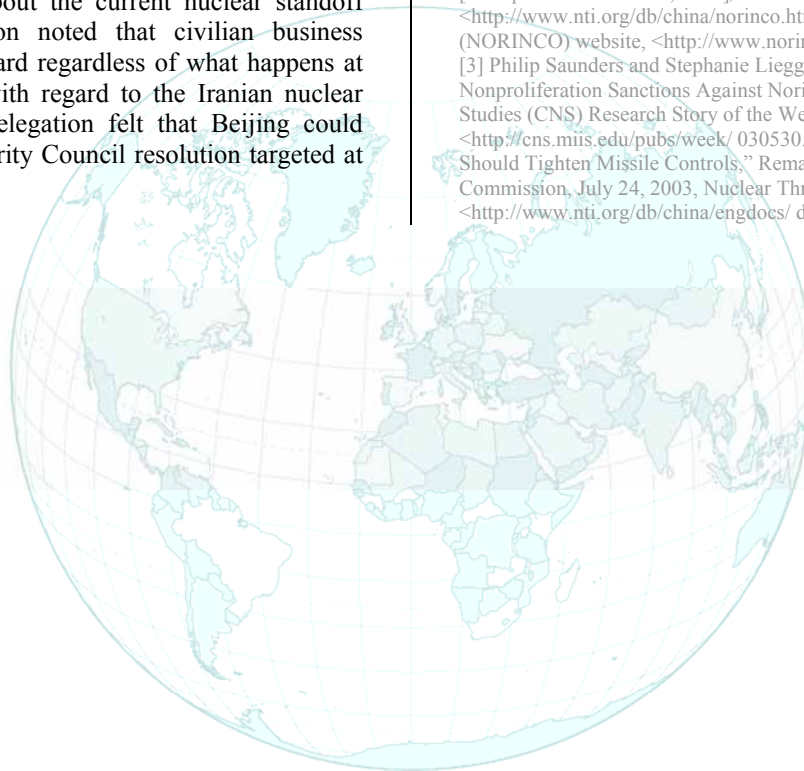 out the current nuclear standoff
on noted that civilian business
ard regardless of what happens at
with regard to the Iranian nuclear
elegation felt that Beijing could
rity Council resolution targeted at
<http://www.nti.org/db/china/norinco.ht
(NORINCO) website, <http://www.norin
[3] Philip Saunders and Stephanie Liegg
Nonproliferation Sanctions Against Nori
Studies (CNS) Research Story of the We
<http://cns.miis.edu/pubs/week/ 030530.
Should Tighten Missile Controls,” Rema
Commission, July 24, 2003, Nuclear Thr
<http://www.nti.org/db/china/engdocs/ d